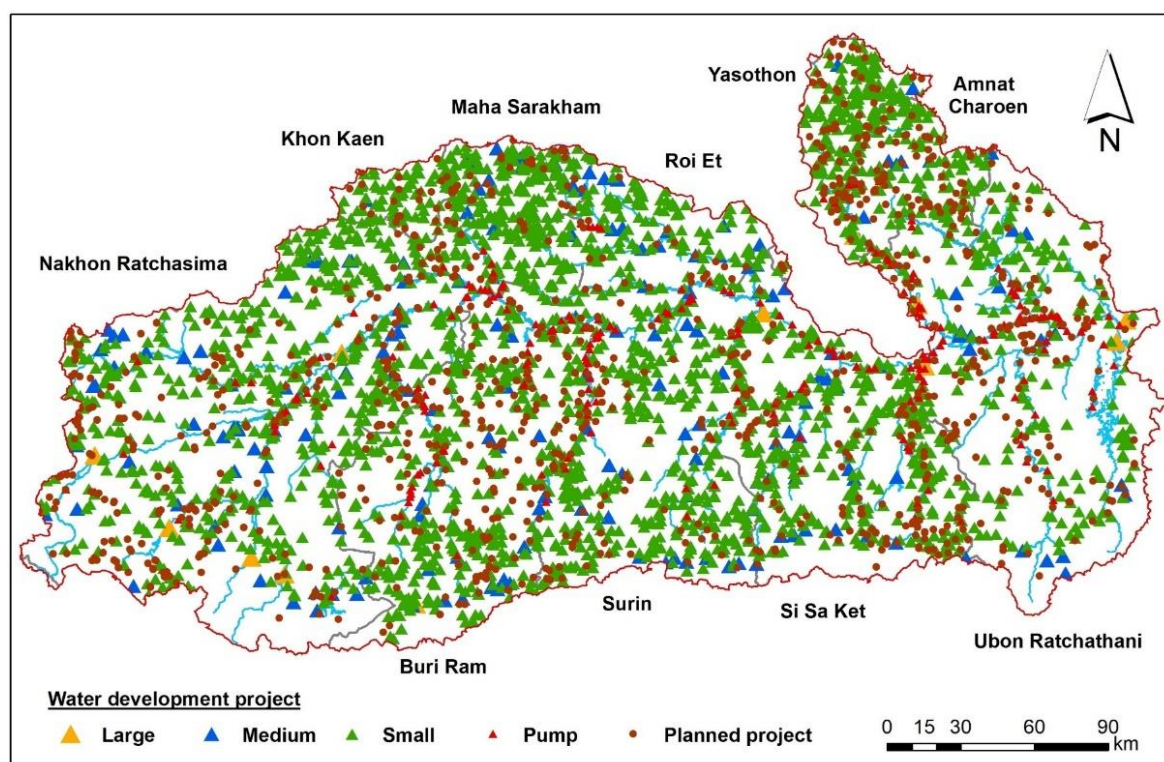 Yasothon
Amnat
Charoen
Maha Sarakham
Khon Kaen
Roi Et
N
Nakhon Ratchasima
Surin
Si Sa Ket
Ubon Ratchathani
Buri Ram
Water development project
Large
Medium
Small
Pump
Planned project
0 15 30 60 90
km